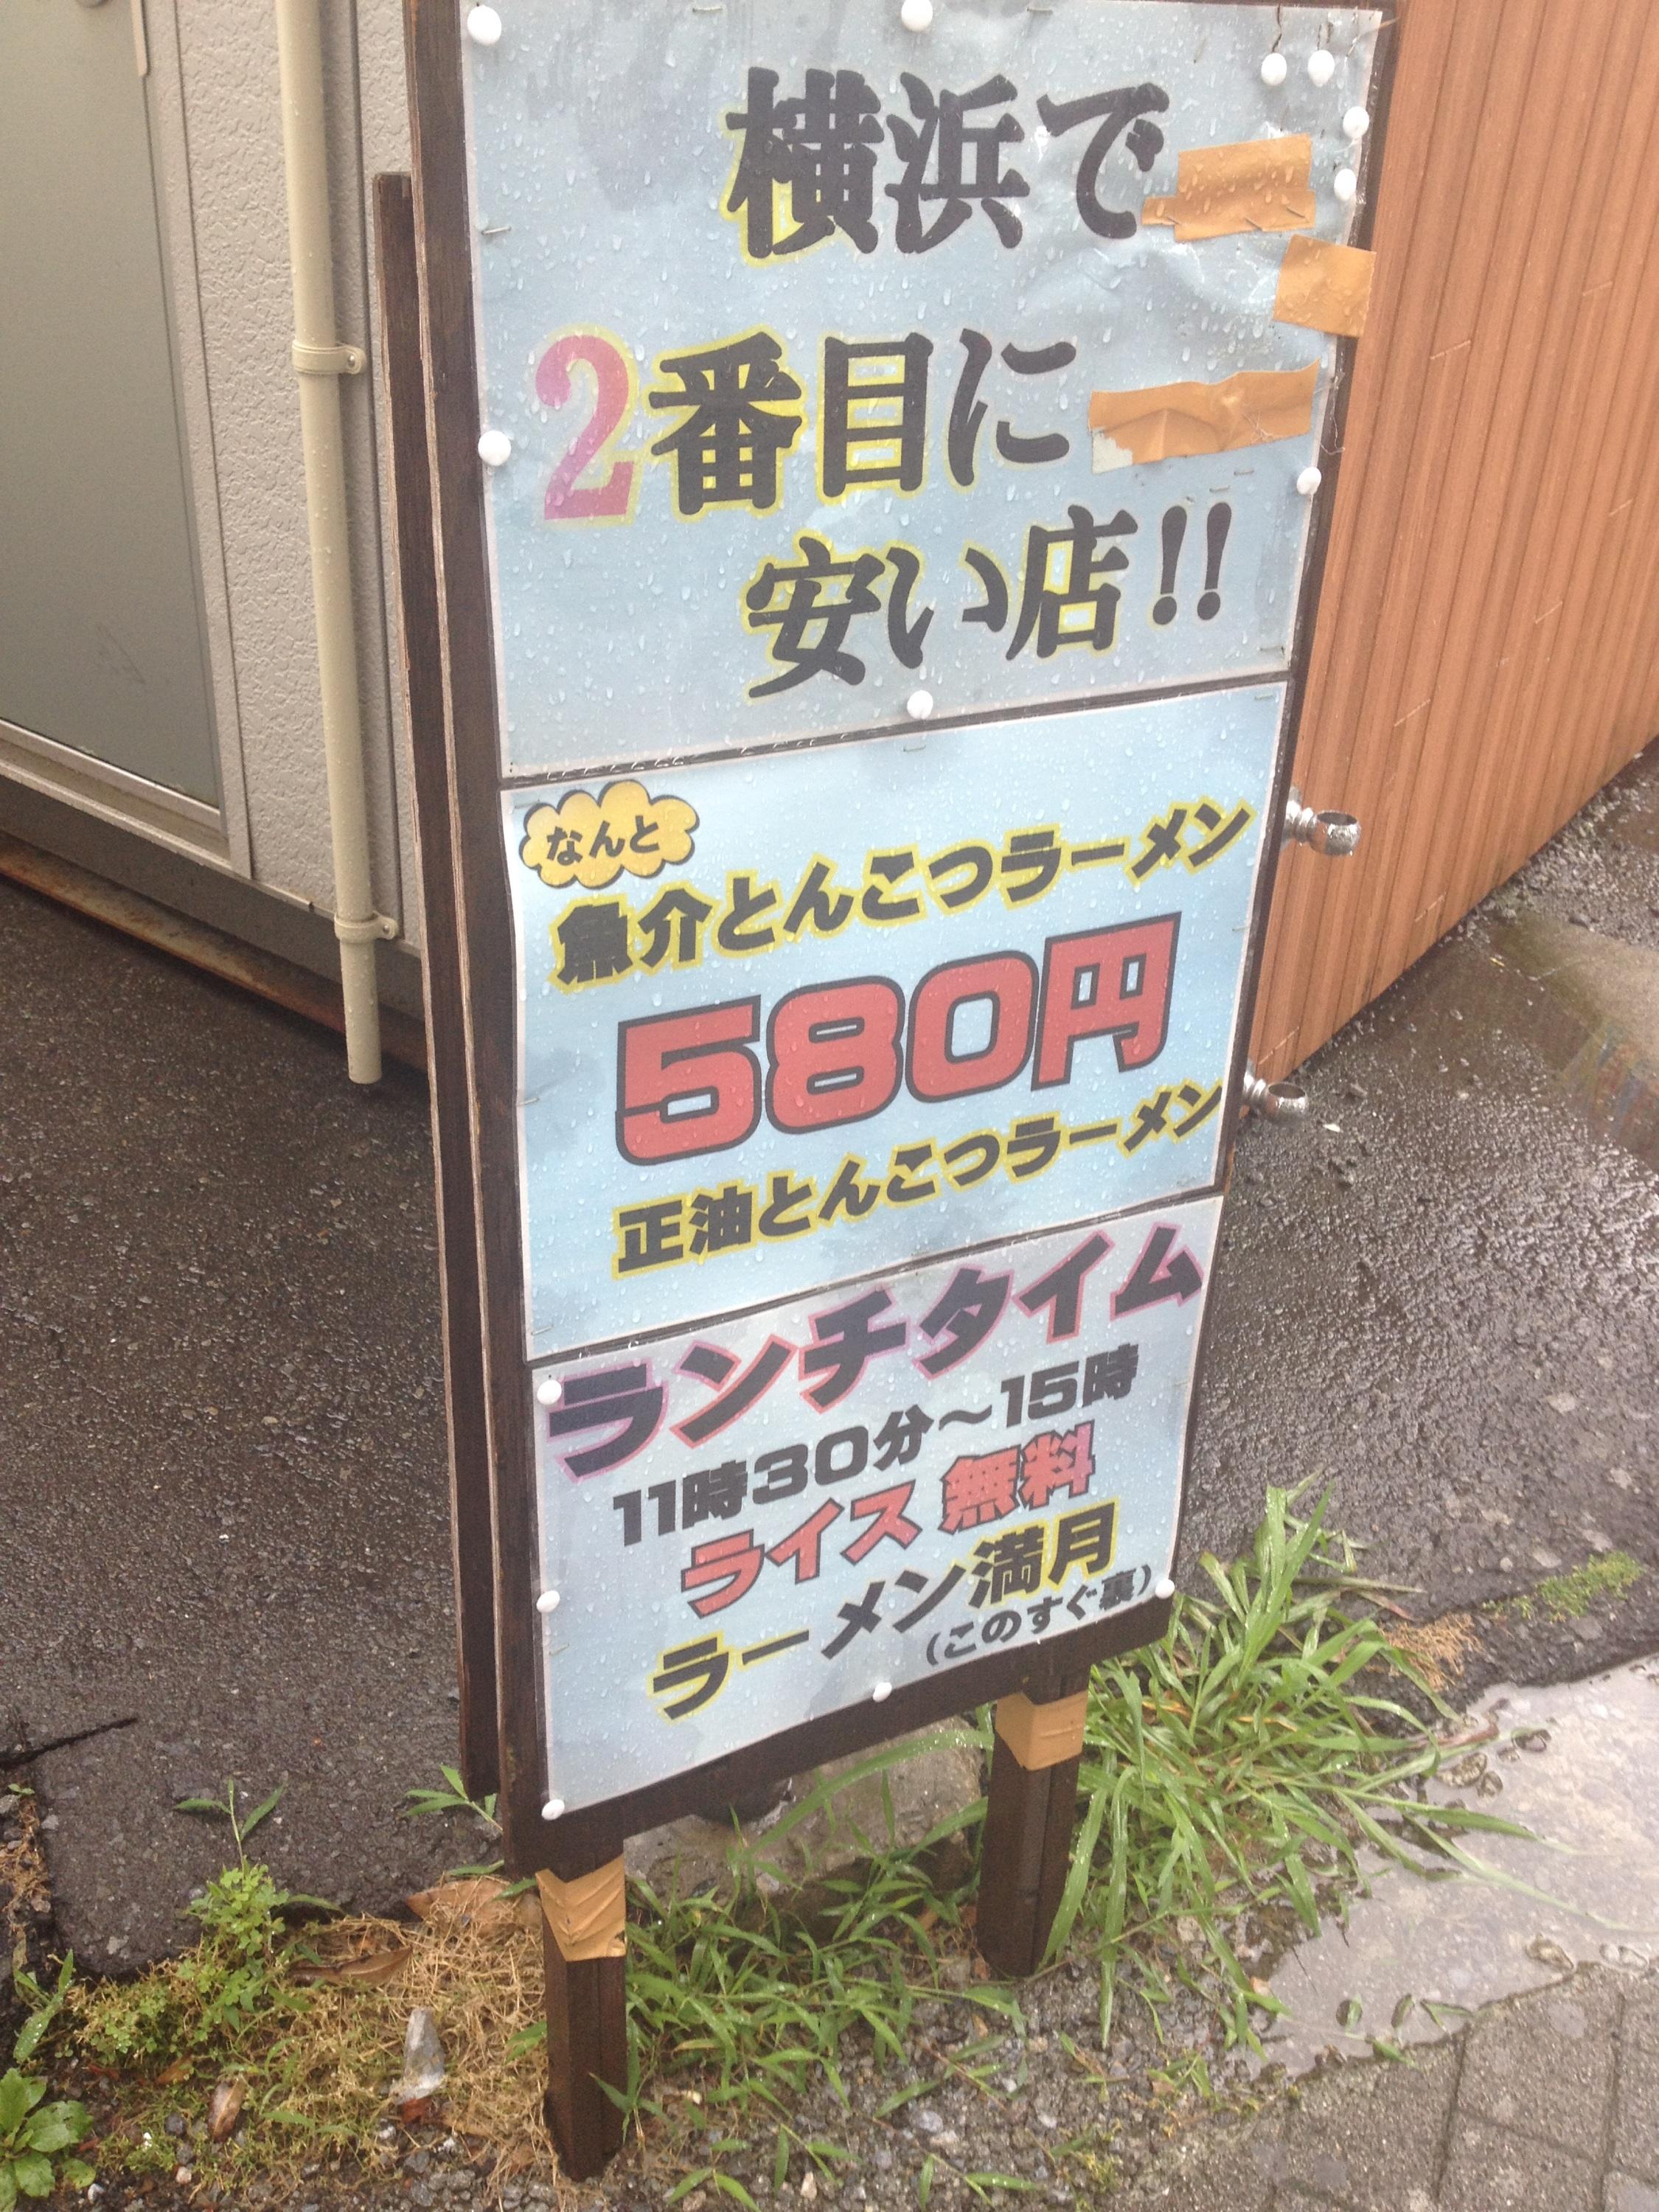 横浜で
2番目に
安い店!!
なんと
魚介とんこつラーメン
580円
正油とんこつラーメン
ランチタイム
11時30分〜15時
ライス 無料
ラーメン満月
(このすぐ裏)